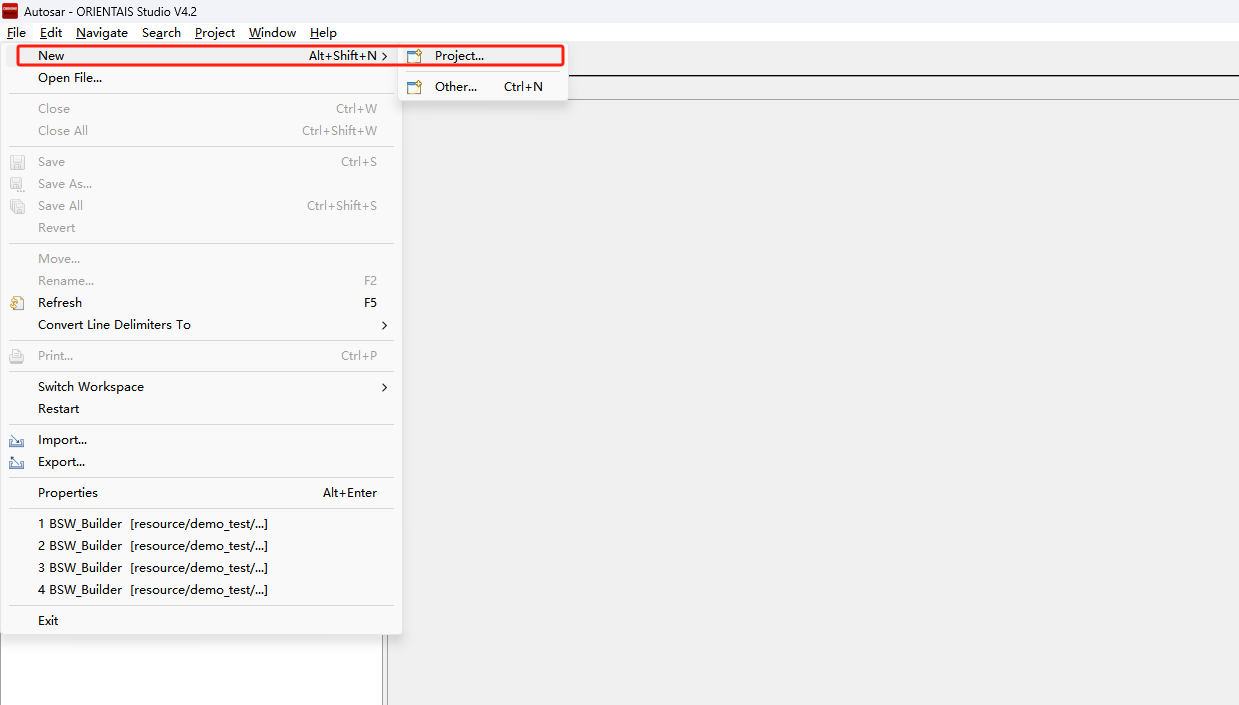 Autosar - ORIENTAIS Studio V4.2
File Edit Navigate Search Project Window Help
New Alt+Shift+N Project...
Open File...
Other... Ctrl+N
Close Ctrl+W
Close All Ctrl+Shift+W
Save Ctrl+S
Save As...
Save All Ctrl+Shift+S
Revert
Move...
Rename... F2
Refresh F5
Convert Line Delimiters To
Print... Ctrl+P
Switch Workspace
Restart
Import...
Export...
Properties Alt+Enter
1 BSW_Builder [resource/demo_test/...]
2 BSW_Builder [resource/demo_test/...]
3 BSW_Builder [resource/demo_test/...]
4 BSW_Builder [resource/demo_test/...]
Exit